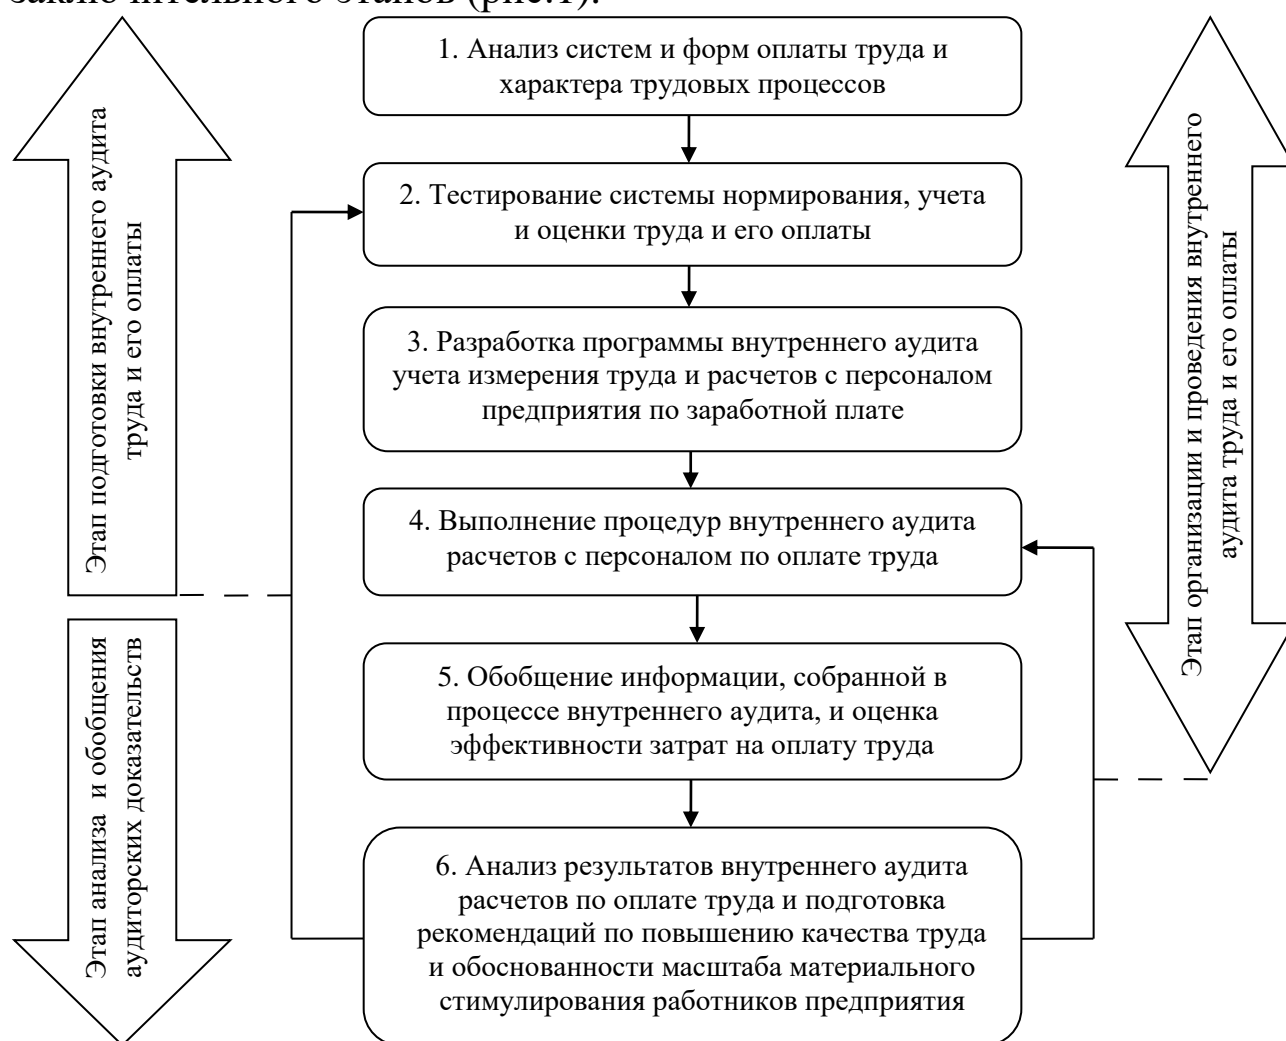 заключительного этапов (рис.1).
1. Анализ систем и форм оплаты труда и
характера трудовых процессов
2. Тестирование системы нормирования, учета
и оценки труда и его оплаты
3. Разработка программы внутреннего аудита
учета измерения труда и расчетов с персоналом
предприятия по заработной плате
4. Выполнение процедур внутреннего аудита
расчетов с персоналом по оплате труда
5. Обобщение информации, собранной в
процессе внутреннего аудита, и оценка
эффективности затрат на оплату труда
6. Анализ результатов внутреннего аудита
расчетов по оплате труда и подготовка
рекомендаций по повышению качества труда
и обоснованности масштаба материального
стимулирования работников предприятия
Этап подготовки внутреннего аудита
труда и его оплаты
Этап анализа и обобщения
аудиторских доказательств
Этап организации и проведения внутреннего
аудита труда и его оплаты